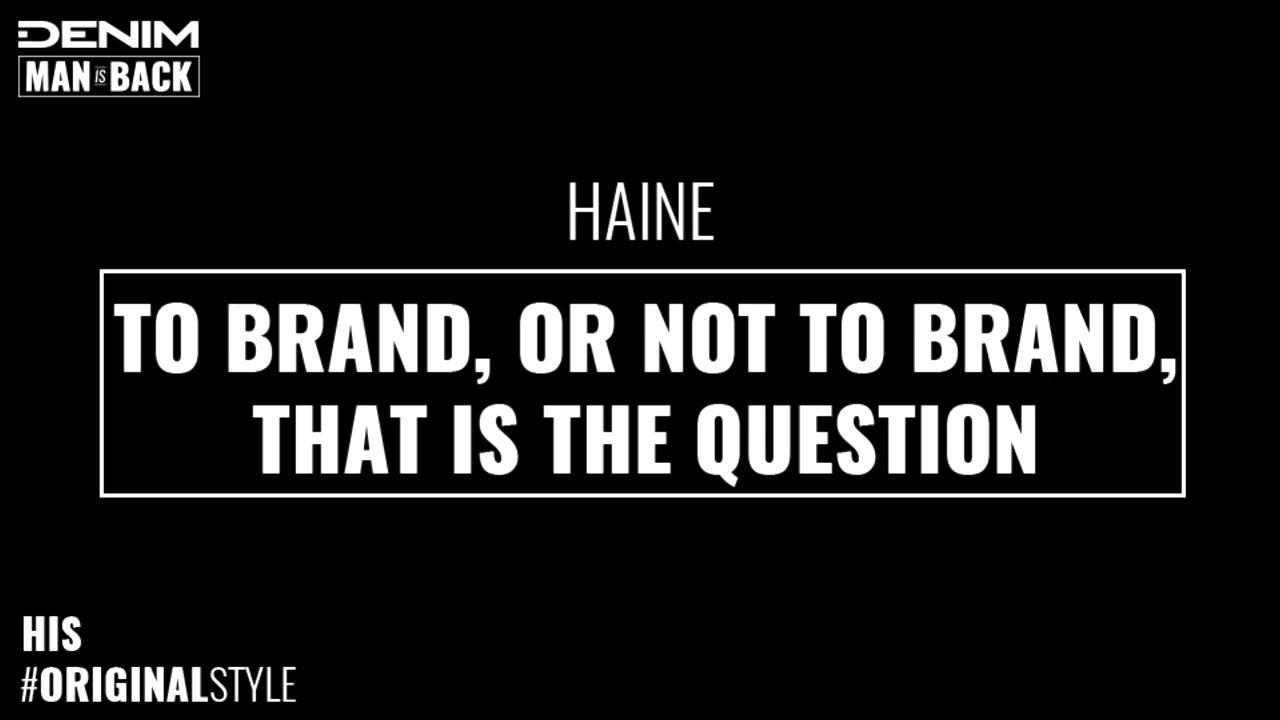 DENIM
MAN IS BACK
HAINE
TO BRAND, OR NOT TO BRAND,
THAT IS THE QUESTION
HIS
#ORIGINALSTYLE